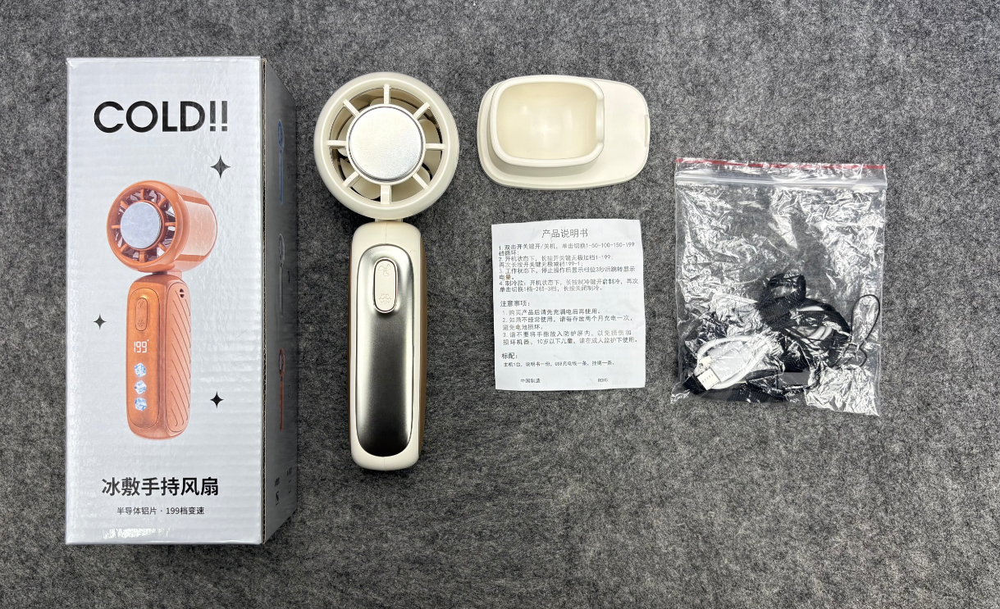 COLD!!
199
冰敷手持风扇
半导体铝片 · 199档变速
产品说明书
1. 双击开关键开/关机，单击切换1-50-100-150-199
档循环；
2. 开机状态下，长按开关键无极加档1-199；
再次长按开关键无极减档199-1；
3. 工作状态下，停止操作后显示档位3秒后跳转显示
电量。
4. 制冷款：开机状态下，长按制冷键开启制冷，再次
单击切换1档-2档-3档，长按关闭制冷。
注意事项：
1. 购买产品后请先充满电后再使用。
2. 如果不经常使用，请每存放两个月充电一次，
避免电池损坏。
3. 请不要将手指放入防护屏内，以免损伤和
损坏机器，10岁以下儿童，请在成人监护下使用。
标配：
主机1台，说明书一份，USB充电线一条，挂绳一条。
中国制造 ROHS